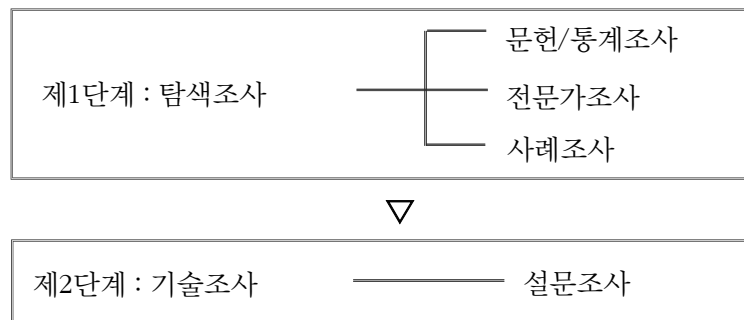 문헌/통계조사
제1단계 : 탐색조사
전문가조사
사례조사
제2단계 : 기술조사
설문조사